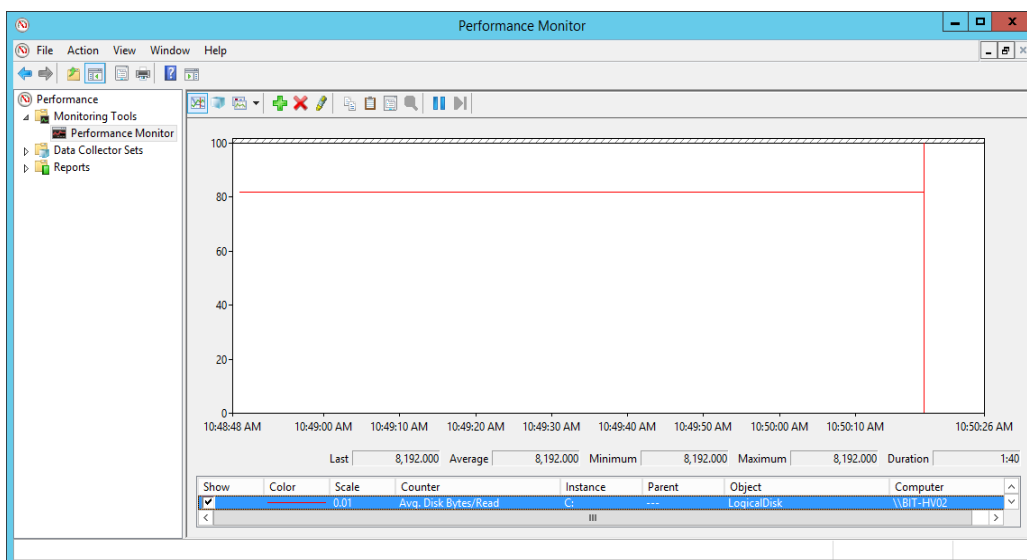 Performance Monitor
File Action View Window Help
Performance
Monitoring Tools
Performance Monitor
Data Collector Sets
Reports
100
80
60
40
20
0
10:48:48 AM 10:49:00 AM 10:49:10 AM 10:49:20 AM 10:49:30 AM 10:49:40 AM 10:49:50 AM 10:50:00 AM 10:50:10 AM 10:50:26 AM
Last 8,192.000 Average 8,192.000 Minimum 8,192.000 Maximum 8,192.000 Duration 1:40
Show Color Scale Counter Instance Parent Object Computer
0.01 Avg. Disk Bytes/Read C: --- LogicalDisk \\BIT-HV02